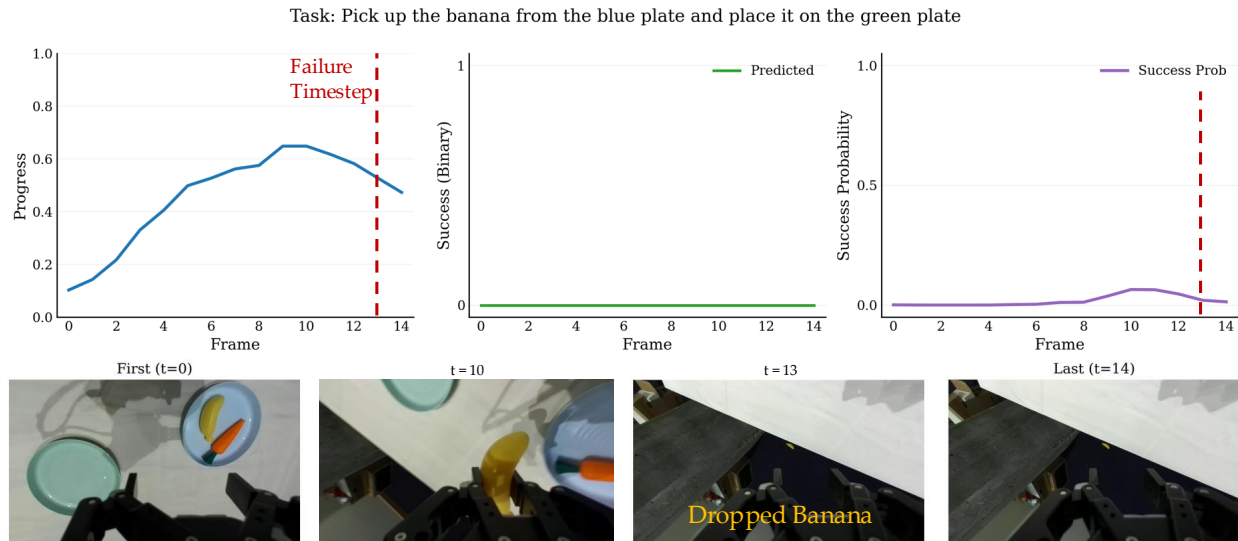 Task: Pick up the banana from the blue plate and place it on the green plate
1.0
0.8
0.6
0.4
0.2
0.0
Progress
Failure
Timestep
0 2 4 6 8 10 12 14
Frame
1
0
Success (Binary)
Predicted
0 2 4 6 8 10 12 14
Frame
1.0
0.5
0.0
Success Probability
Success Prob
0 2 4 6 8 10 12 14
Frame
First (t=0)
t = 10
t = 13
Last (t=14)
Dropped Banana